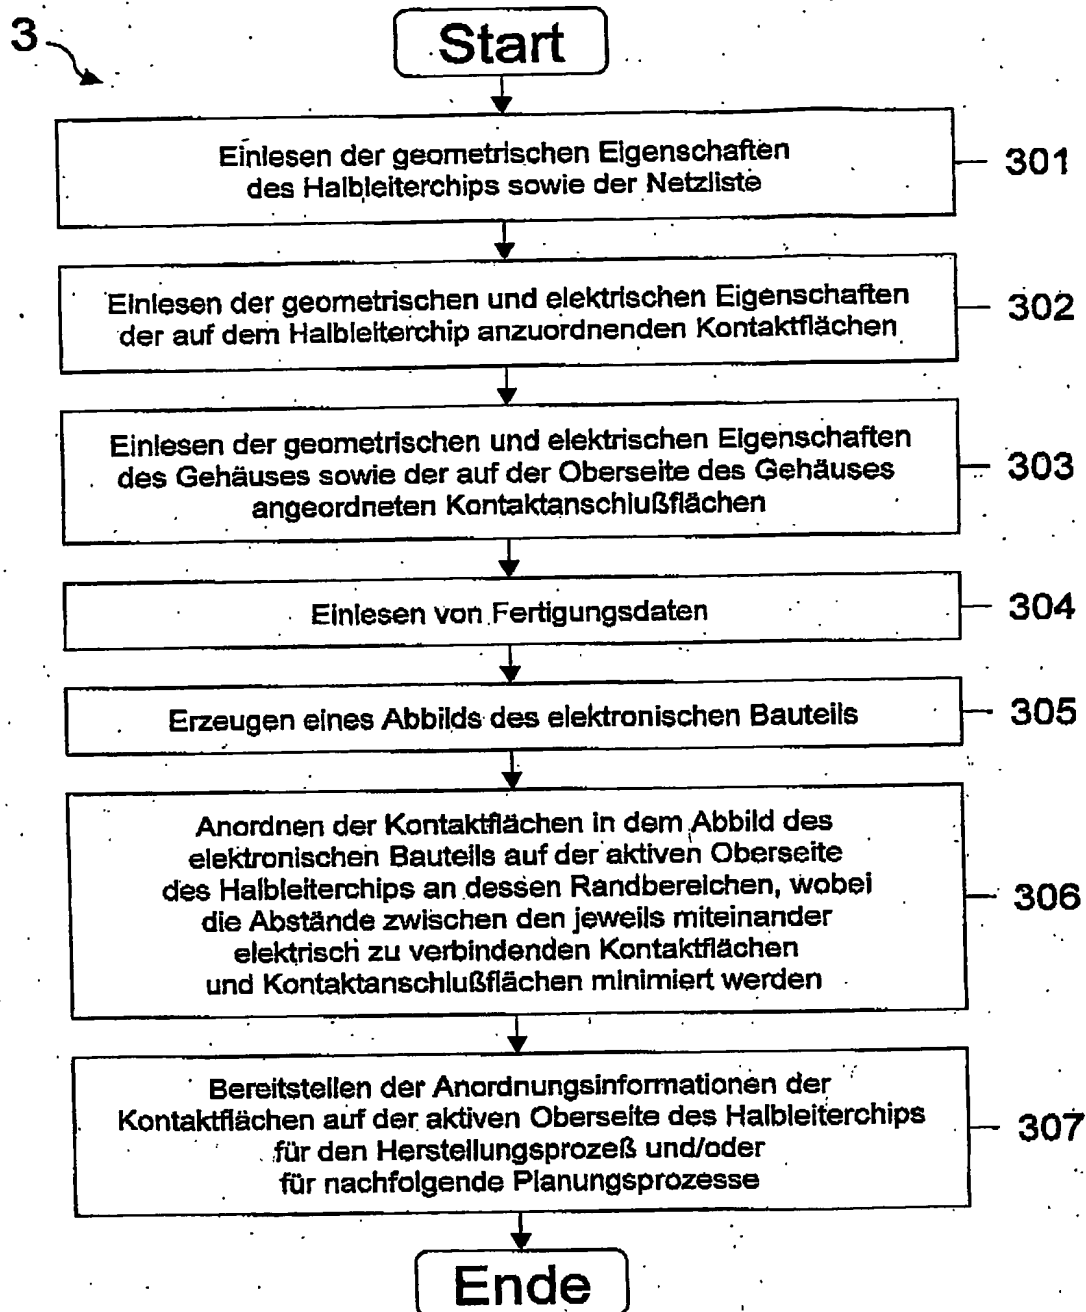 3
Start
Einlesen der geometrischen Eigenschaften
des Halbleiterchips sowie der Netzliste
301
Einlesen der geometrischen und elektrischen Eigenschaften
der auf dem Halbleiterchip anzuordnenden Kontaktflächen
302
Einlesen der geometrischen und elektrischen Eigenschaften
des Gehäuses sowie der auf der Oberseite des Gehäuses
angeordneten Kontaktanschlußflächen
303
Einlesen von Fertigungsdaten
304
Erzeugen eines Abbilds des elektronischen Bauteils
305
Anordnen der Kontaktflächen in dem Abbild des
elektronischen Bauteils auf der aktiven Oberseite
des Halbleiterchips an dessen Randbereichen, wobei
die Abstände zwischen den jeweils miteinander
elektrisch zu verbindenden Kontaktflächen
und Kontaktanschlußflächen minimiert werden
306
Bereitstellen der Anordnungsinformationen der
Kontaktflächen auf der aktiven Oberseite des Halbleiterchips
für den Herstellungsprozeß und/oder
für nachfolgende Planungsprozesse
307
Ende